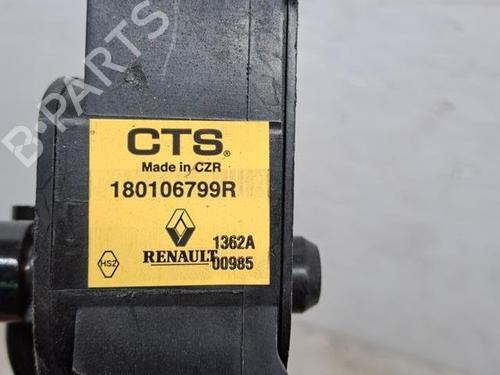 B-PARTS
CTS®
Made in CZR
180106799R
RENAULT
1362A
00985
HSZ